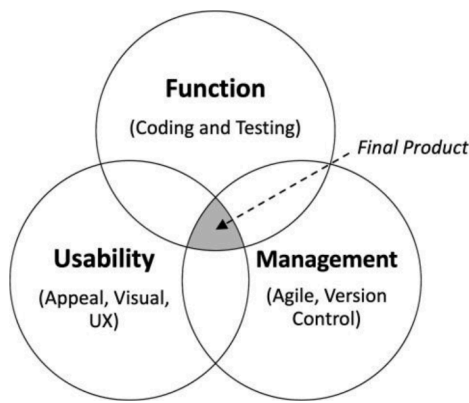 Function
(Coding and Testing)
Final Product
Usability
(Appeal, Visual,
UX)
Management
(Agile, Version
Control)